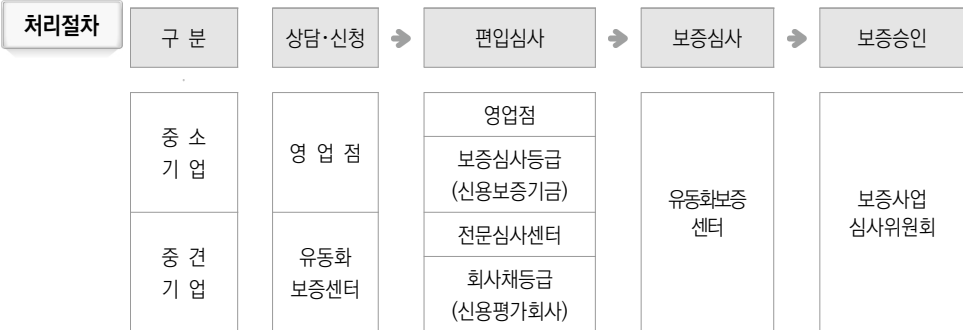 처리절차
구 분
상담·신청
편입심사
보증심사
보증승인
중 소
기 업
영 업 점
영업점
보증심사등급
(신용보증기금)
중 견
기 업
유동화
보증센터
전문심사센터
회사채등급
(신용평가회사)
유동화보증
센터
보증사업
심사위원회